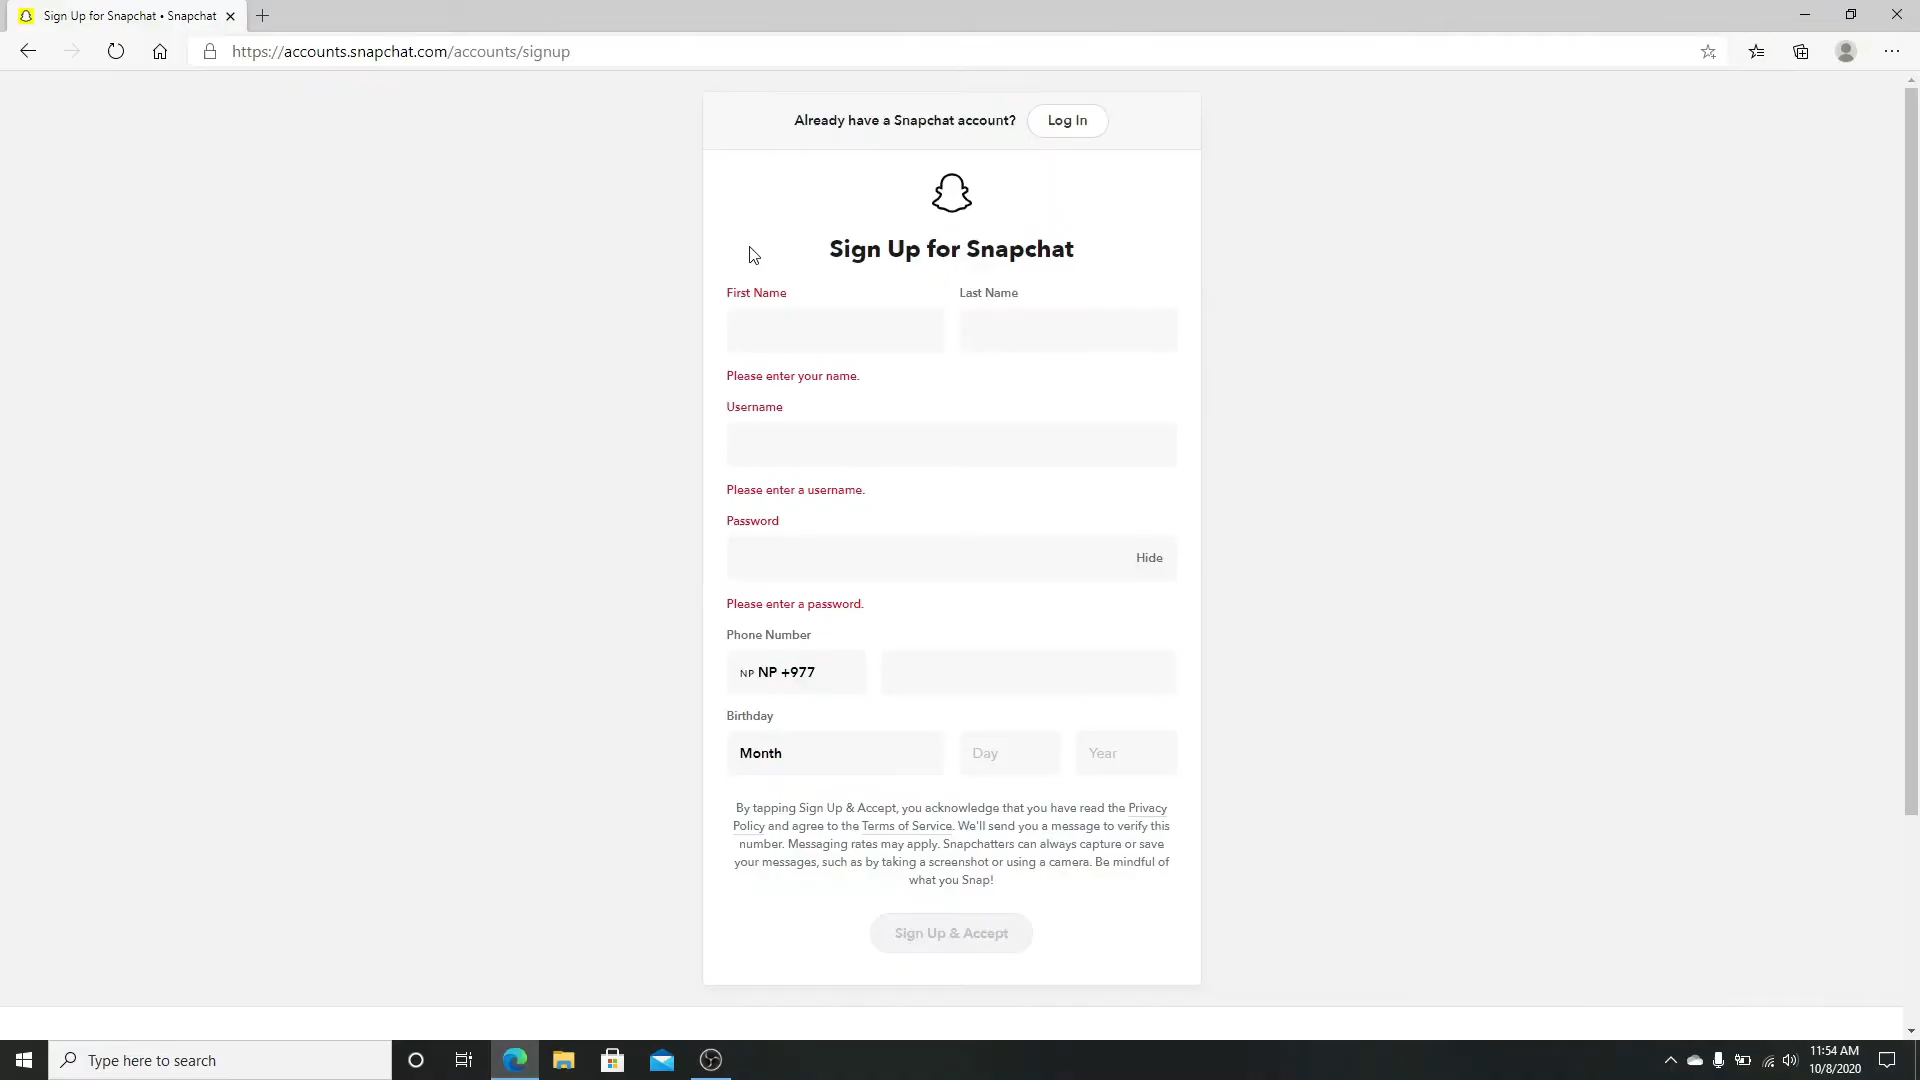 Sign Up for Snapchat • Snapchat
https://accounts.snapchat.com/accounts/signup
Already have a Snapchat account? Log In
Sign Up for Snapchat
First Name Last Name
Please enter your name.
Username
Please enter a username.
Password
Hide
Please enter a password.
Phone Number
NP NP +977
Birthday
Month Day Year
By tapping Sign Up & Accept, you acknowledge that you have read the Privacy
Policy and agree to the Terms of Service. We'll send you a message to verify this
number. Messaging rates may apply. Snapchatters can always capture or save
your messages, such as by taking a screenshot or using a camera. Be mindful of
what you Snap!
Sign Up & Accept
Type here to search
11:54 AM
10/8/2020